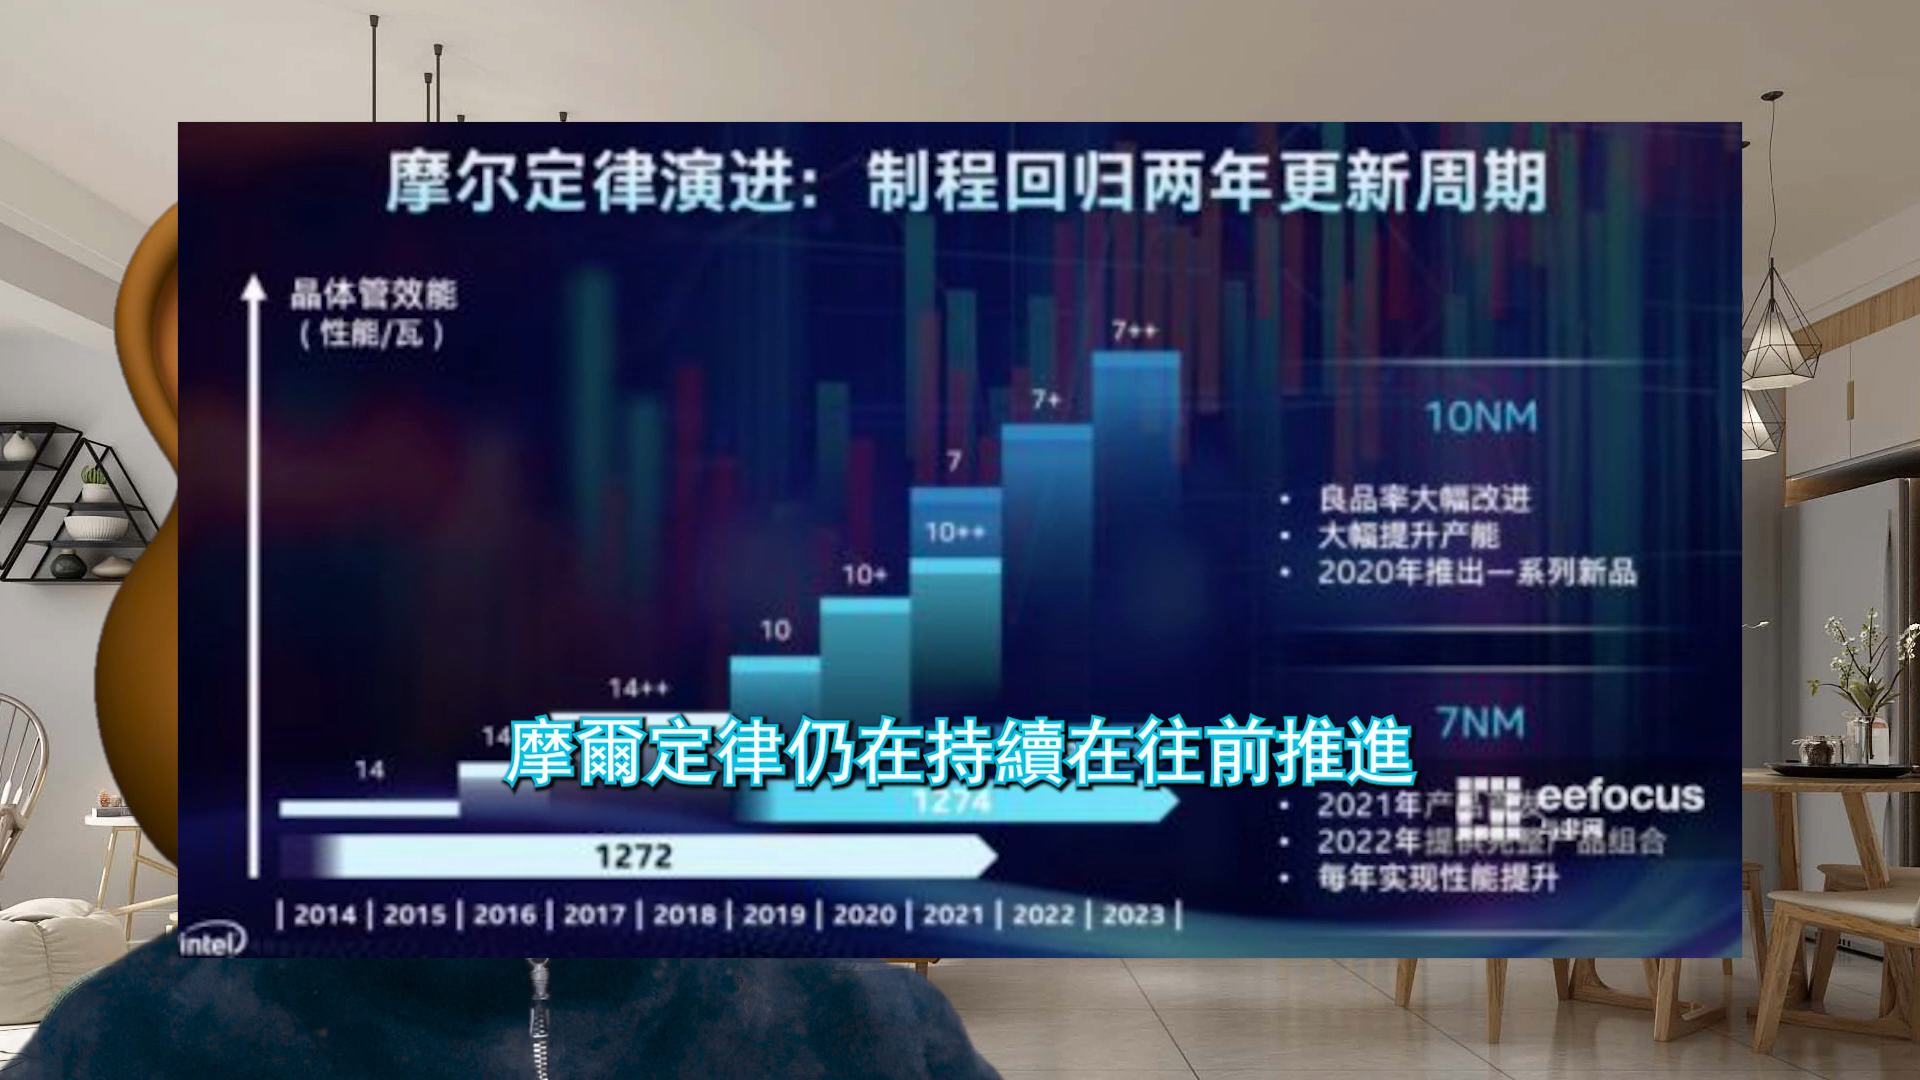 摩尔定律演进：制程回归两年更新周期
晶体管效能
（性能/瓦）
7++
7+
7
10++
10+
10
14++
14
14
10NM
良品率大幅改进
大幅提升产能
2020年推出一系列新品
7NM
2021年产品
2022年提供完整产品组合
每年实现性能提升
摩爾定律仍在持續在往前推進
1274
1272
eefocus
2014 | 2015 | 2016 | 2017 | 2018 | 2019 | 2020 | 2021 | 2022 | 2023
intel